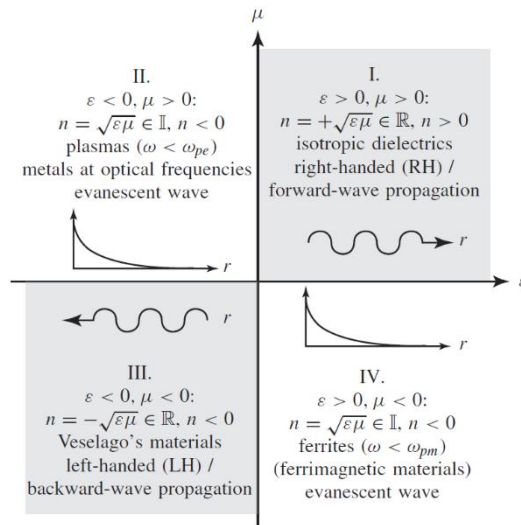 μ
II.
ε < 0, μ > 0:
n = √εμ ∈ 𝕀, n < 0
plasmas (ω < ωpe)
metals at optical frequencies
evanescent wave
r
I.
ε > 0, μ > 0:
n = +√εμ ∈ ℝ, n > 0
isotropic dielectrics
right-handed (RH) /
forward-wave propagation
r
r
III.
ε < 0, μ < 0:
n = −√εμ ∈ ℝ, n < 0
Veselago's materials
left-handed (LH) /
backward-wave propagation
r
IV.
ε > 0, μ < 0:
n = √εμ ∈ 𝕀, n < 0
ferrites (ω < ωpm)
(ferrimagnetic materials)
evanescent wave